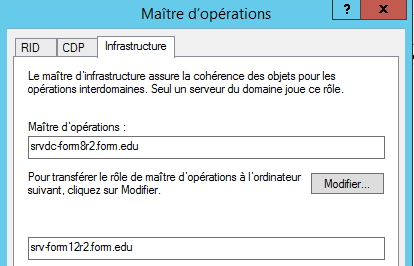 Maître d'opérations
?
x
RID
CDP
Infrastructure
Le maître d'infrastructure assure la cohérence des objets pour les
opérations interdomaines. Seul un serveur du domaine joue ce rôle.
Maître d'opérations :
srvdc-form8r2.form.edu
Pour transférer le rôle de maître d'opérations à l'ordinateur
suivant, cliquez sur Modifier.
Modifier...
srv-form12r2.form.edu